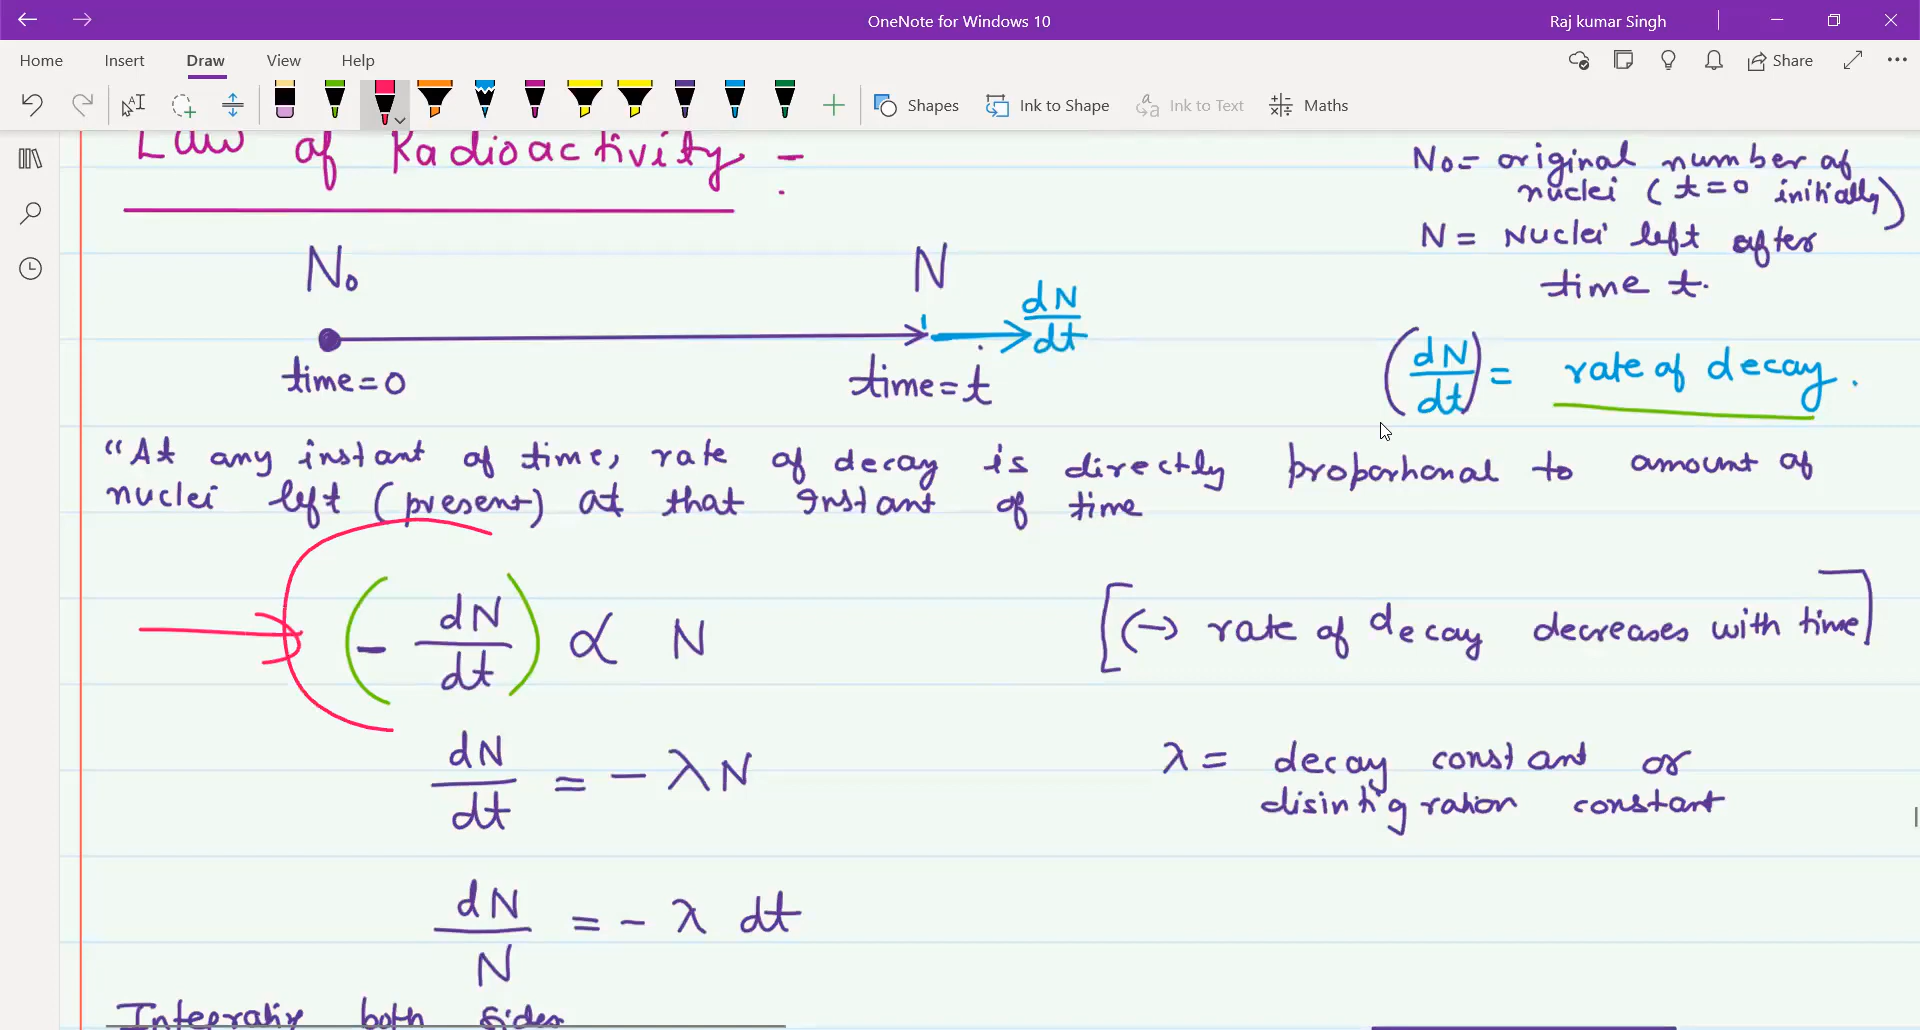 OneNote for Windows 10
Raj kumar Singh
Home Insert Draw View Help
Share
Shapes Ink to Shape Ink to Text Maths
Law of Radioactivity :-
N₀ = original number of
nuclei (t=0 initially)
N = Nuclei left after
time t.
N₀ N
dN/dt
time = 0 time = t
(dN/dt) = rate of decay.
"At any instant of time, rate of decay is directly proportional to amount of
nuclei left (present) at that instant of time
(- dN/dt) ∝ N
[(-) rate of decay decreases with time]
dN/dt = - λN
λ = decay constant or
disintigration constant
dN/N = - λ dt
Integratiy both sides